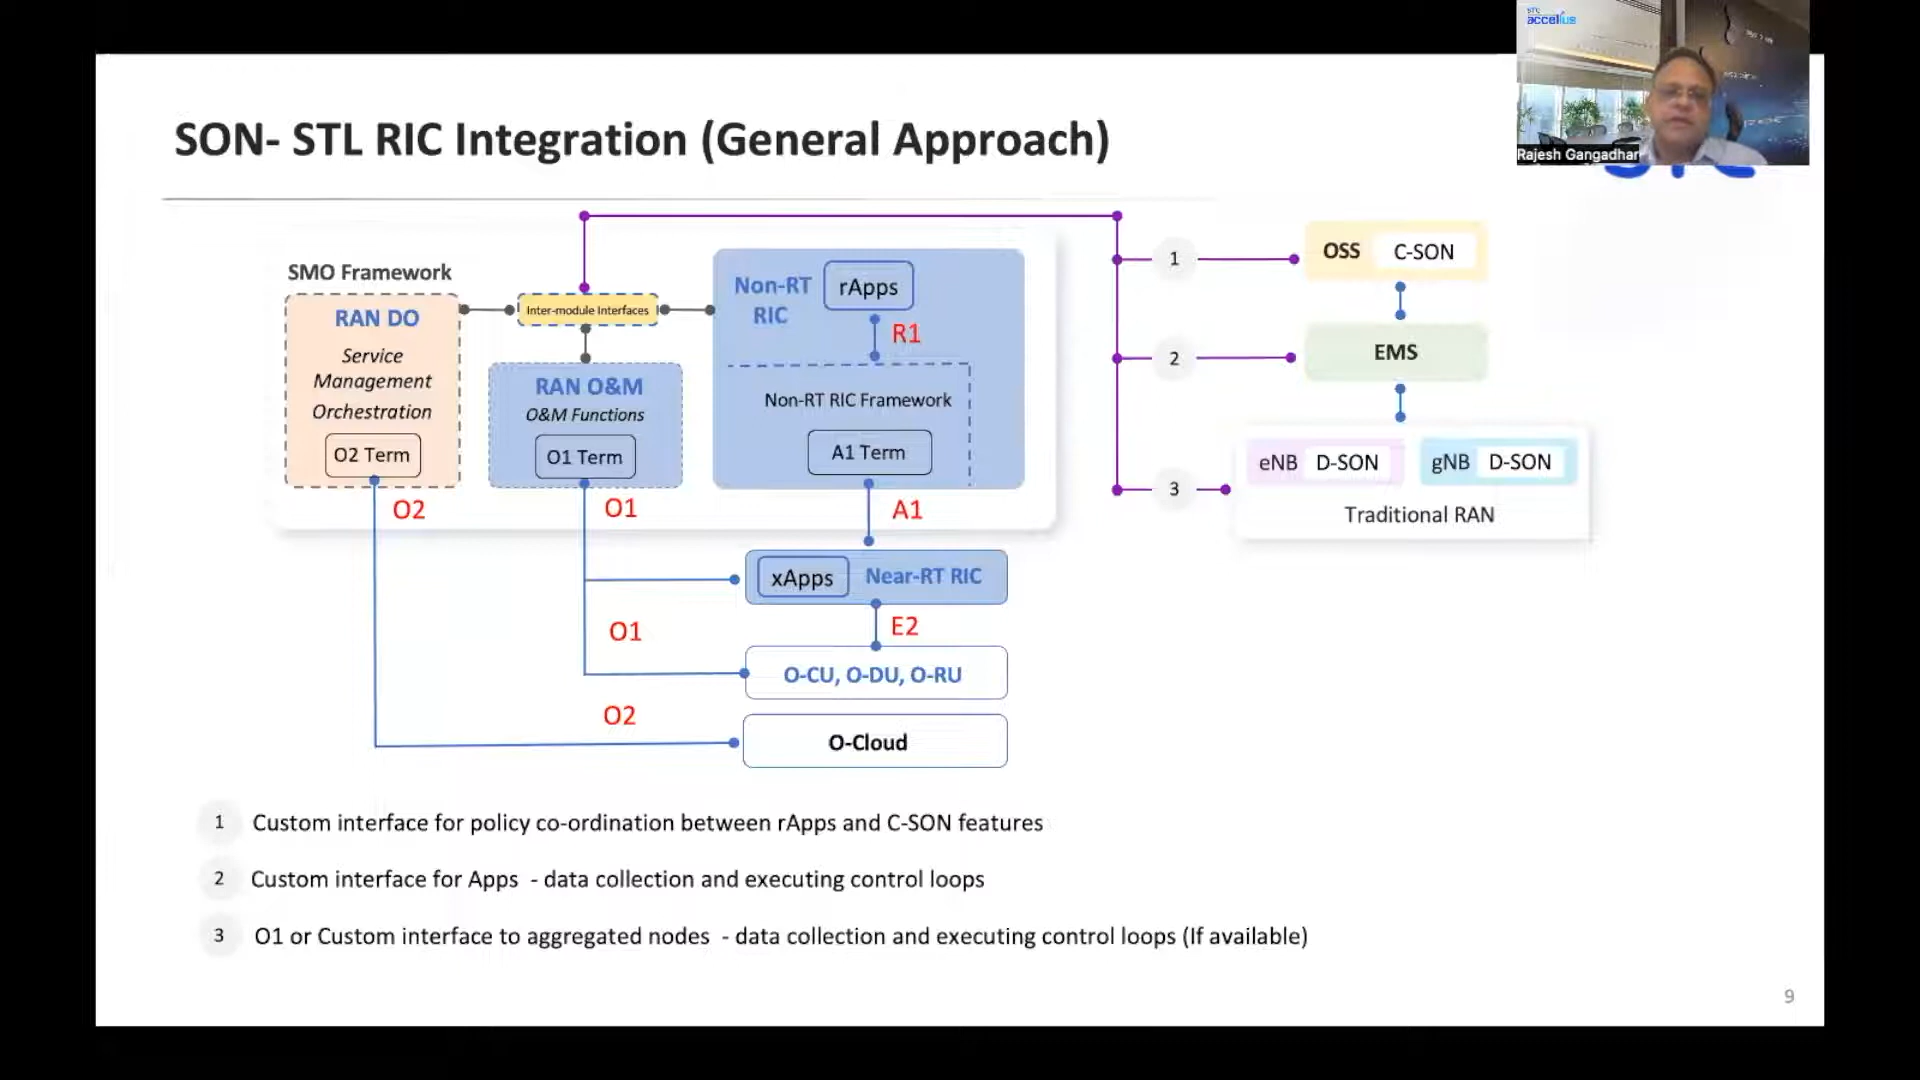 STL
accelius
Rajesh Gangadhar
SON- STL RIC Integration (General Approach)
SMO Framework
RAN DO
Service
Management
Orchestration
O2 Term
Inter-module Interfaces
RAN O&M
O&M Functions
O1 Term
Non-RT
RIC
rApps
R1
Non-RT RIC Framework
A1 Term
O2
O1
A1
xApps
Near-RT RIC
O1
E2
O-CU, O-DU, O-RU
O2
O-Cloud
1
OSS
C-SON
2
EMS
3
eNB
D-SON
gNB
D-SON
Traditional RAN
1 Custom interface for policy co-ordination between rApps and C-SON features
2 Custom interface for Apps - data collection and executing control loops
3 O1 or Custom interface to aggregated nodes - data collection and executing control loops (If available)
9